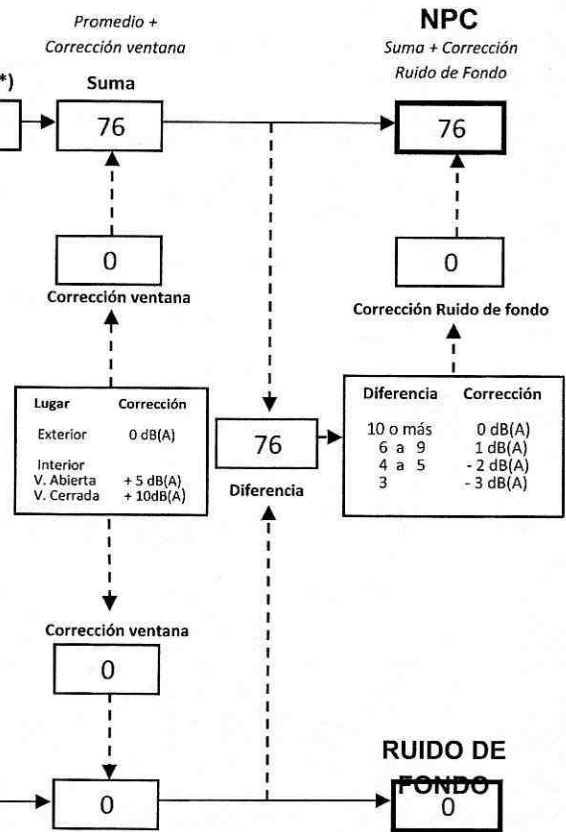 Promedio +
Corrección ventana
NPC
Suma + Corrección
Ruido de Fondo
*)
Suma
76
76
0
0
Corrección ventana
Corrección Ruido de fondo
Lugar Corrección
Exterior 0 dB(A)
Interior
V. Abierta + 5 dB(A)
V. Cerrada + 10dB(A)
76
Diferencia
Diferencia Corrección
10 o más 0 dB(A)
6 a 9 1 dB(A)
4 a 5 - 2 dB(A)
3 - 3 dB(A)
Corrección ventana
0
RUIDO DE
FONDO
0
0